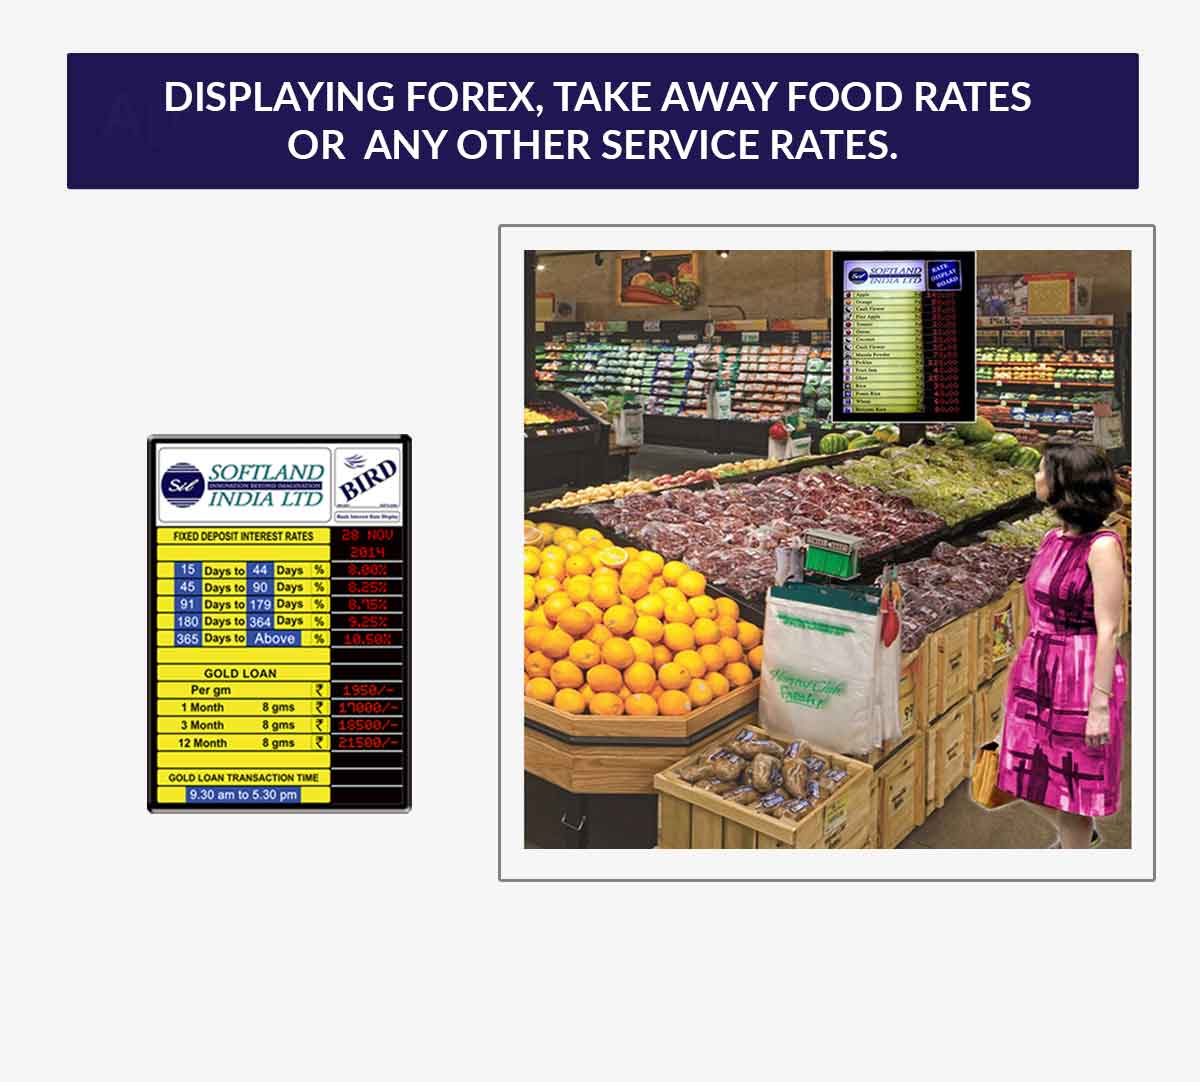 DISPLAYING FOREX, TAKE AWAY FOOD RATES
OR ANY OTHER SERVICE RATES.
Sil SOFTLAND
INNOVATION BEYOND IMAGINATION
INDIA LTD
BIRD
Bank Interest Rate Display
FIXED DEPOSIT INTEREST RATES 28 NOV
2014
15 Days to 44 Days % 8.00%
45 Days to 90 Days % 8.25%
91 Days to 179 Days % 8.75%
180 Days to 364 Days % 9.25%
365 Days to Above % 10.50%
GOLD LOAN
Per gm ₹ 1950/-
1 Month 8 gms ₹ 17000/-
3 Month 8 gms ₹ 18500/-
12 Month 8 gms ₹ 21500/-
GOLD LOAN TRANSACTION TIME
9.30 am to 5.30 pm
Sil SOFTLAND
INDIA LTD
RATE
DISPLAY
BOARD
Apple
Orange
Cauli Flower
Pine Apple
Tomato
Onion
Coconut
Cauli Flower
Masala Powder
Pickles
Fruit Jam
Ghee
Rice
Ponni Rice
Wheat
Biriyani Rice
Pick